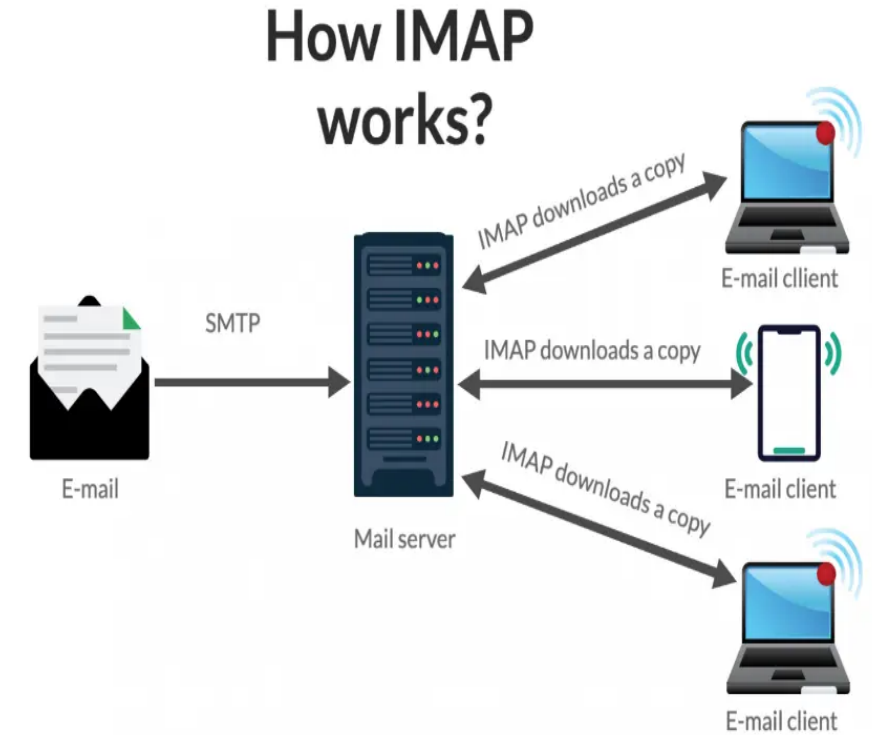 How IMAP
works?
IMAP downloads a copy
E-mail cllient
SMTP
IMAP downloads a copy
E-mail
Mail server
E-mail client
IMAP downloads a copy
E-mail client